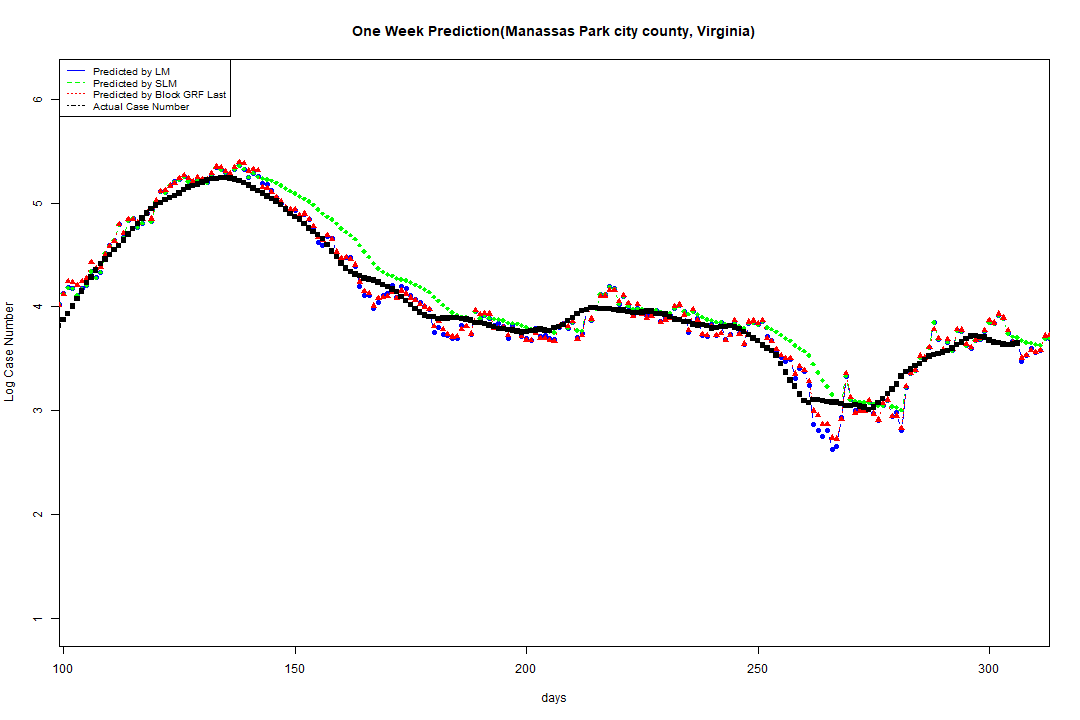 One Week Prediction(Manassas Park city county, Virginia)
Predicted by LM
Predicted by SLM
Predicted by Block GRF Last
Actual Case Number
6
5
4
3
2
1
Log Case Number
100 150 200 250 300
days